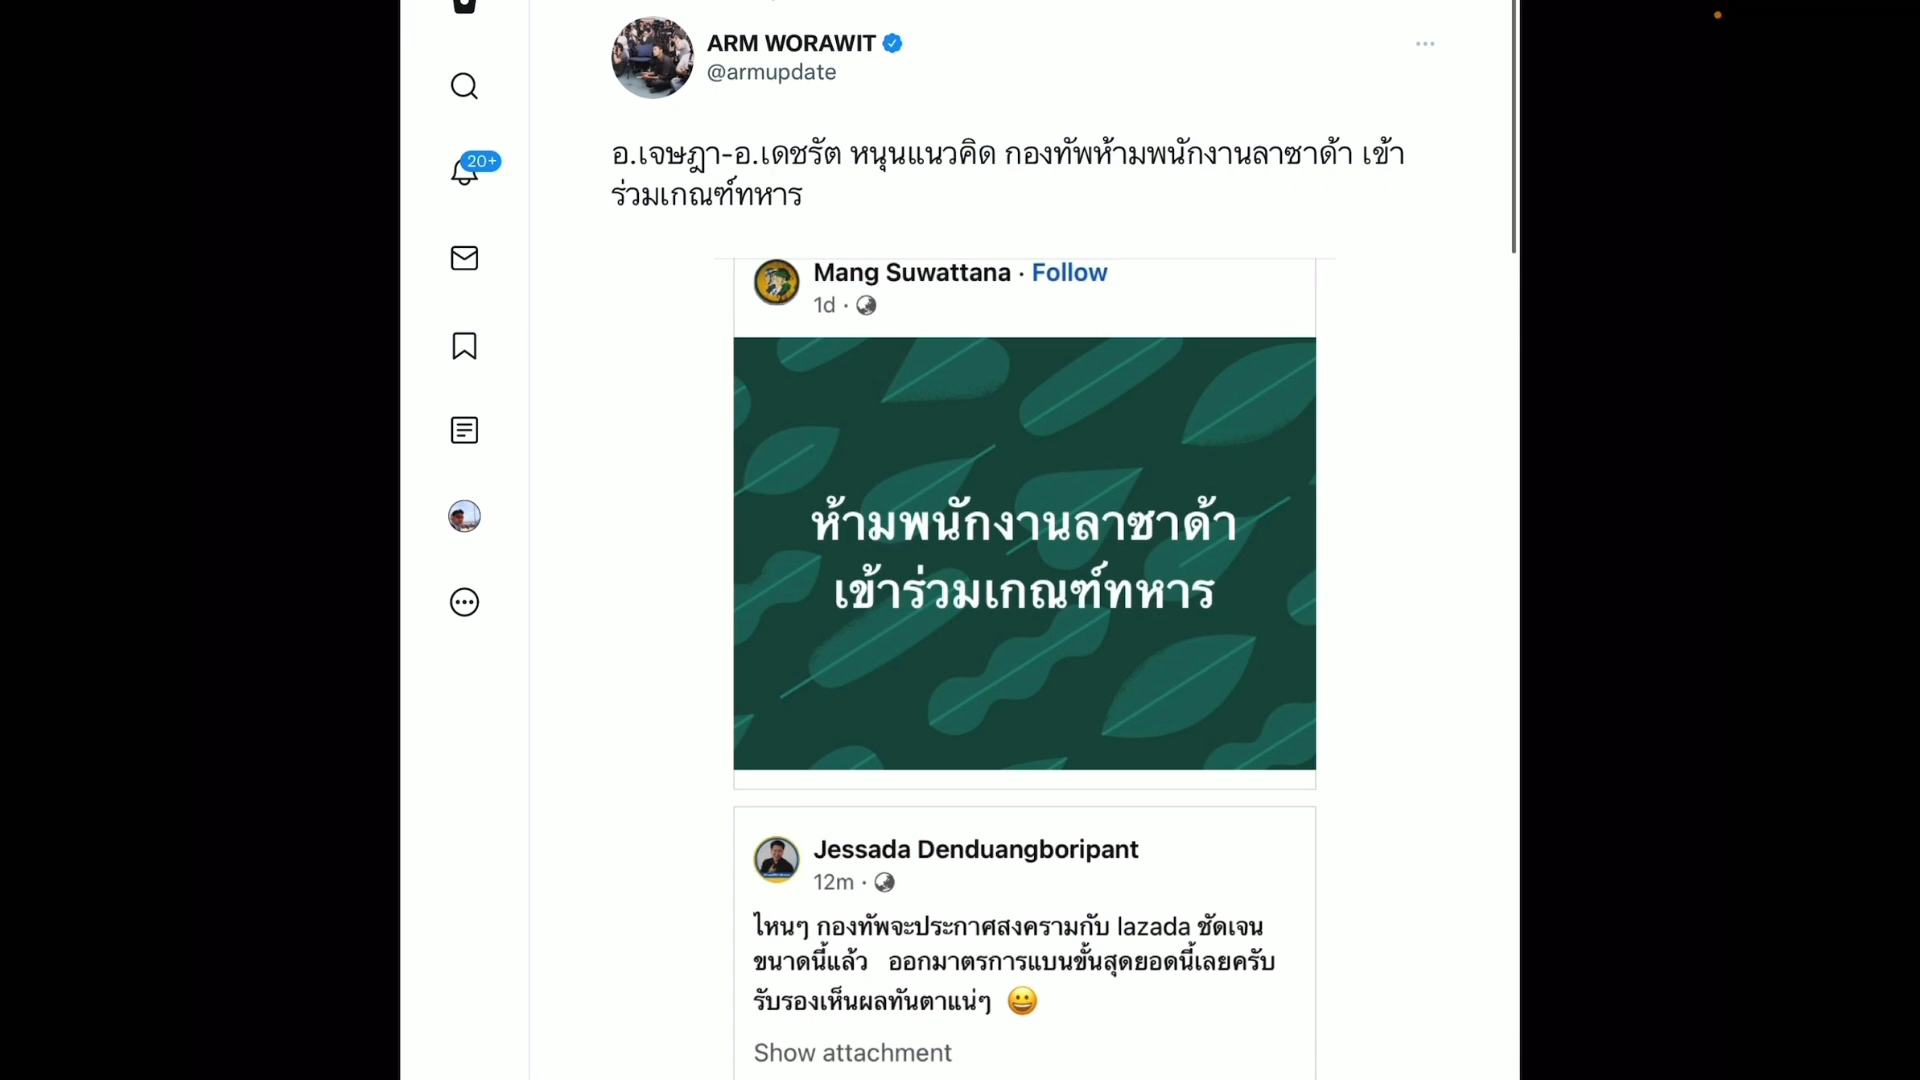 ARM WORAWIT
@armupdate
20+
อ.เจษฎา-อ.เดชรัต หนุนแนวคิด กองทัพห้ามพนักงานลาซาด้า เข้า
ร่วมเกณฑ์ทหาร
Mang Suwattana · Follow
1d ·
ห้ามพนักงานลาซาด้า
เข้าร่วมเกณฑ์ทหาร
Jessada Denduangboripant
12m ·
ไหนๆ กองทัพจะประกาศสงครามกับ lazada ชัดเจน
ขนาดนี้แล้ว ออกมาตรการแบนขั้นสุดยอดนี้เลยครับ
รับรองเห็นผลทันตาแน่ๆ 😀
Show attachment